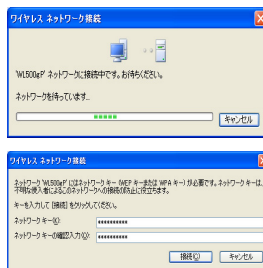 ワイヤレス ネットワーク接続
'WL500gP' ネットワークに接続中です。お待ちください。
ネットワークを待っています...
キャンセル
ワイヤレス ネットワーク接続
ネットワーク 'WL500gP' にはネットワーク キー (WEP キーまたは WPA キー) が必要です。ネットワーク キーは、
不明な侵入者によるこのネットワークへの接続の防止に役立ちます。
キーを入力して [接続] をクリックしてください。
ネットワーク キー(K):
ネットワーク キーの確認入力(O):
接続(C)
キャンセル